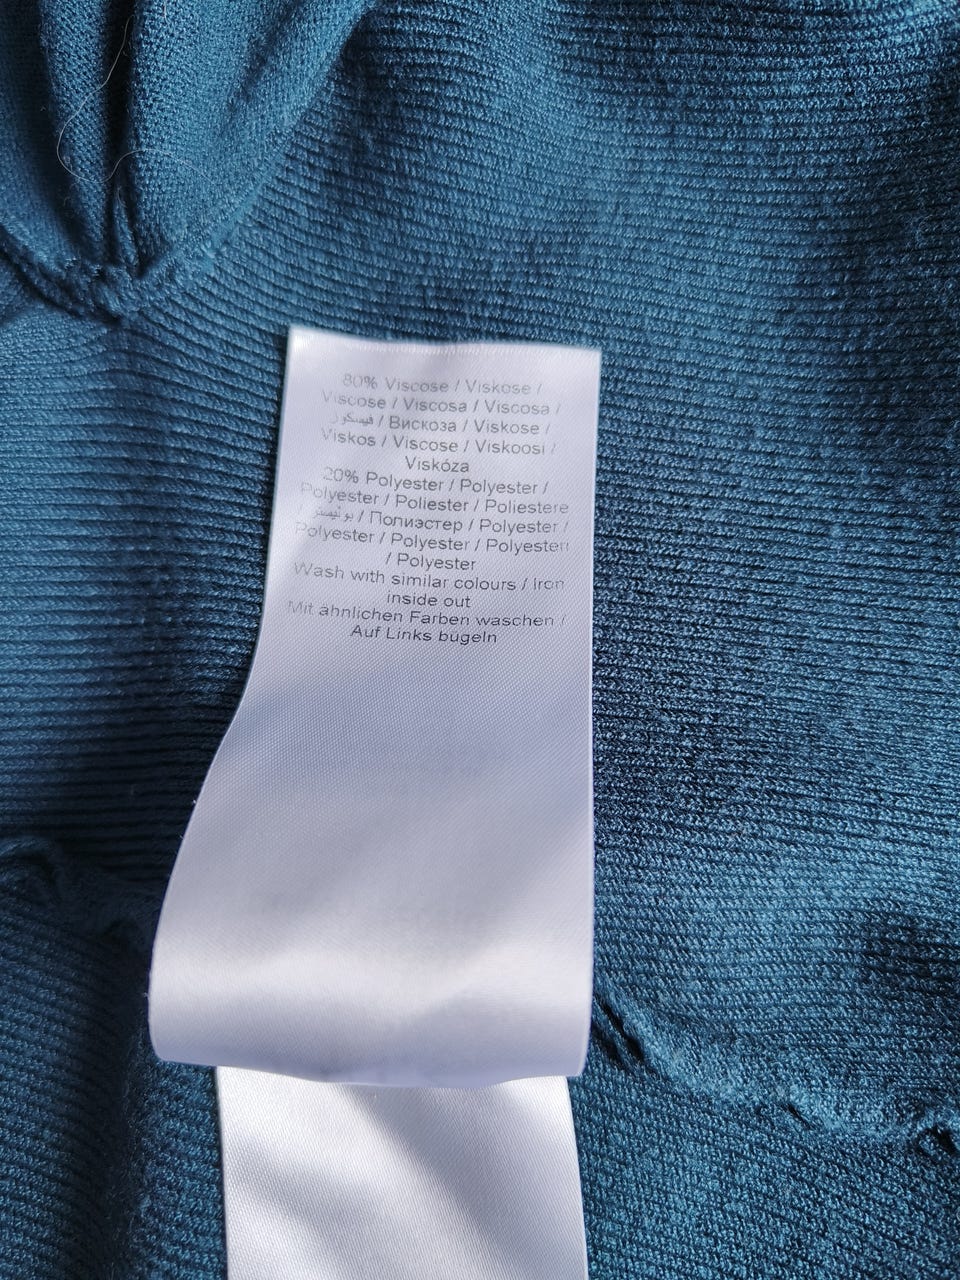 80% Viscose / Viskose /
Viscose / Viscosa / Viscosa /
فيسكوز / Вискоза / Viskose /
Viskos / Viscose / Viskoosi /
Viskóza
20% Polyester / Polyester /
Polyester / Poliester / Poliestere
/ بوليستر / Полиэстер / Polyester /
Polyester / Polyester / Polyesteri
/ Polyester
Wash with similar colours / Iron
inside out
Mit ähnlichen Farben waschen /
Auf Links bügeln